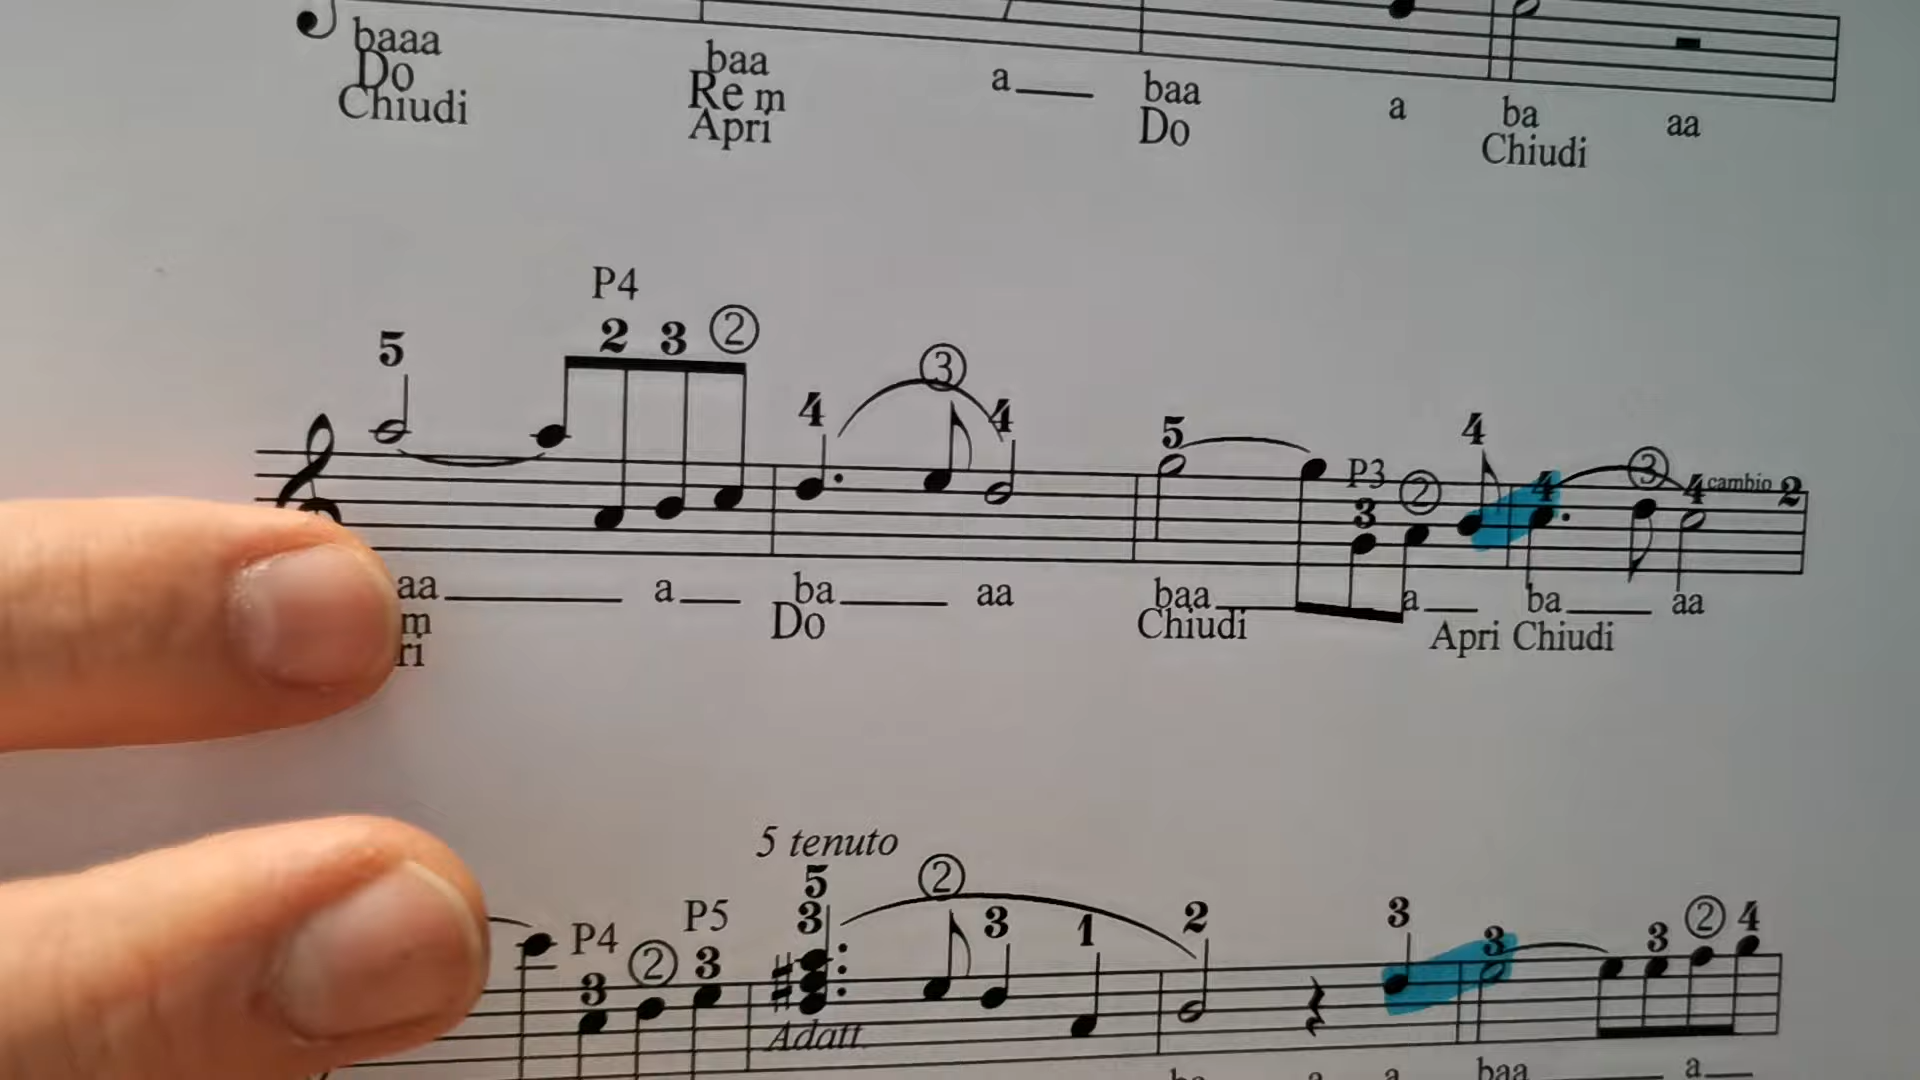 baaa baa a baa a ba aa
Do Re m Do Chiudi
Chiudi Apri
P4
5 2 3 2
4 3 4
5 P3 3 2 4 4 3 4 cambio 2
aa a ba aa baa a ba aa
m Do Chiudi Apri Chiudi
ri
5 tenuto
P4 3 2 P5 3 5 3 2 3 1 2 3 3 3 2 4
Adatt.
baa a